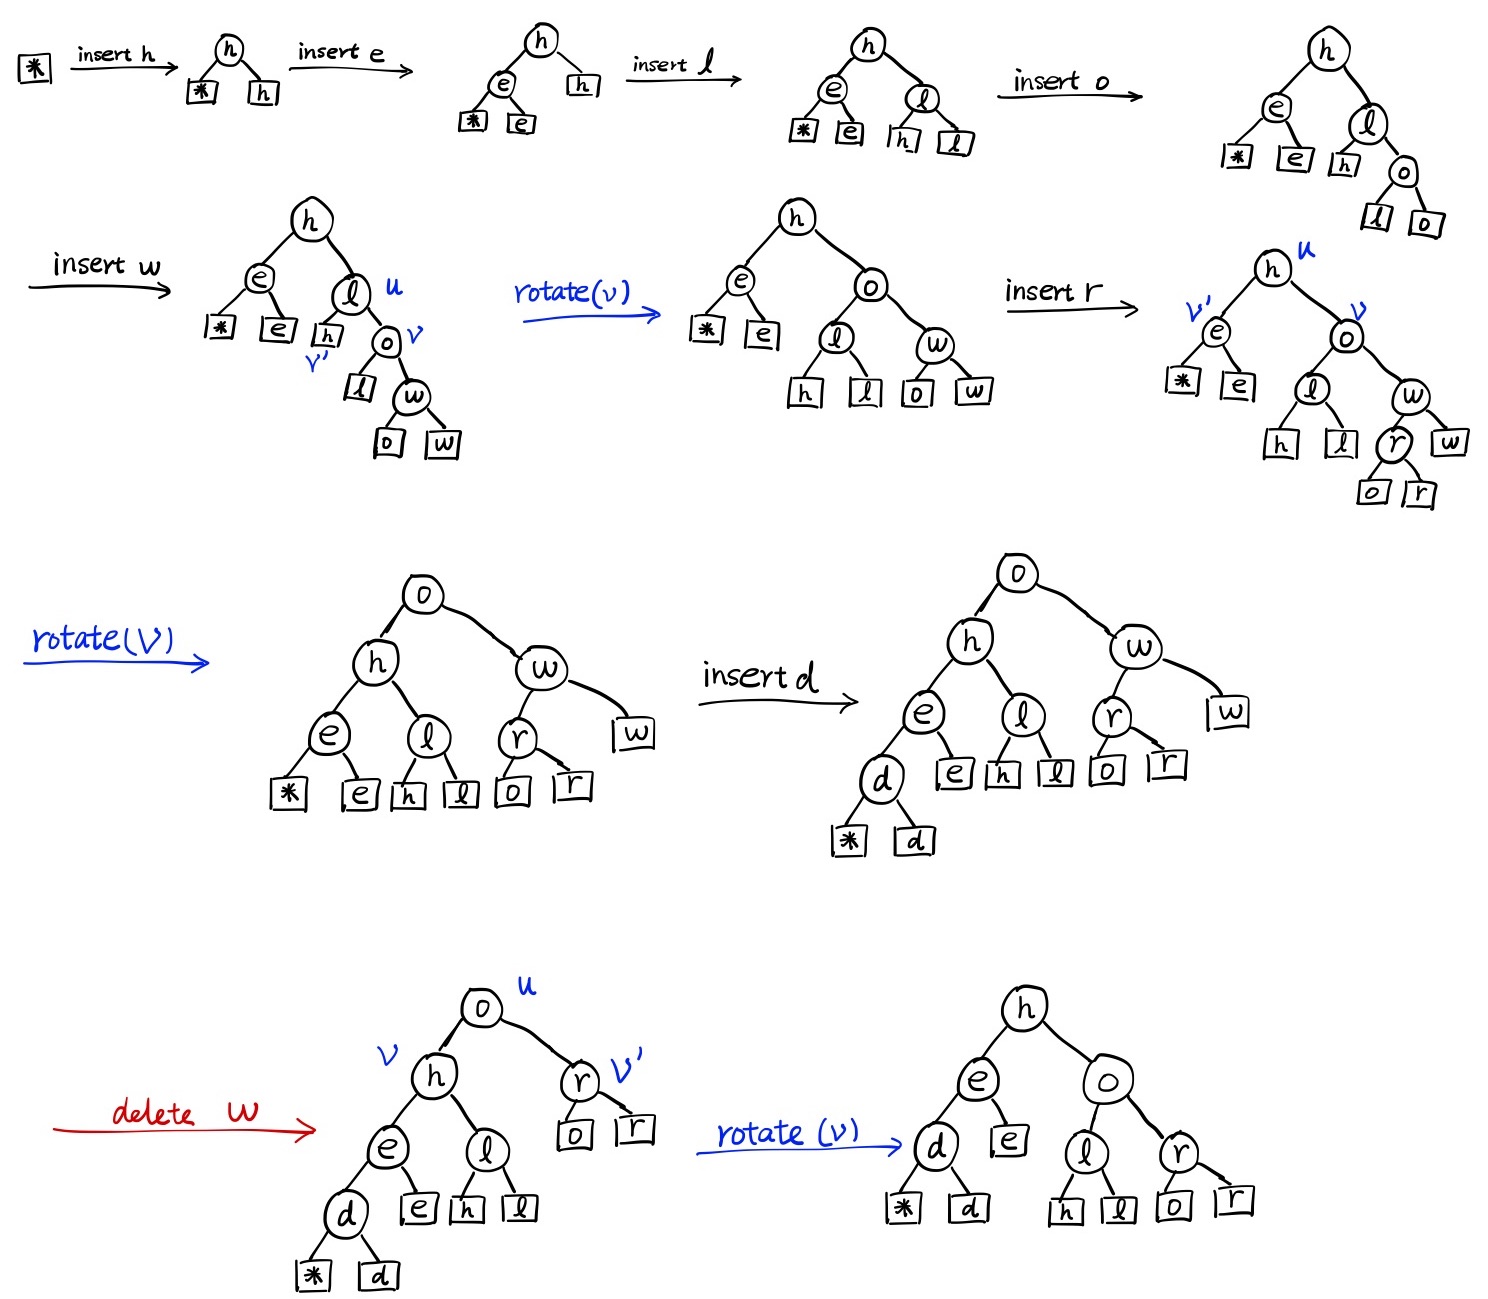 * insert h h * h insert e h e h * e insert l h e l * e h l insert o h e l * e h o l o
insert w h e l u * e h v' o v l w o w rotate(v) h e o * e l w h l o w insert r h u v' e o v * e l w h l r w o r
rotate(v) o h w e l r w * e h l o r insert d o h w e l r w d e h l o r * d
delete w o u v h r v' e l o r d e h l * d rotate (v) h e o d e l r * d h l o r